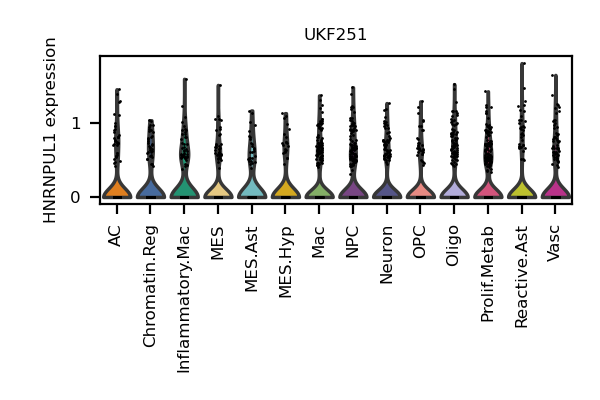 UKF251
HNRNPUL1 expression
1
0
AC
Chromatin.Reg
Inflammatory.Mac
MES
MES.Ast
MES.Hyp
Mac
NPC
Neuron
OPC
Oligo
Prolif.Metab
Reactive.Ast
Vasc